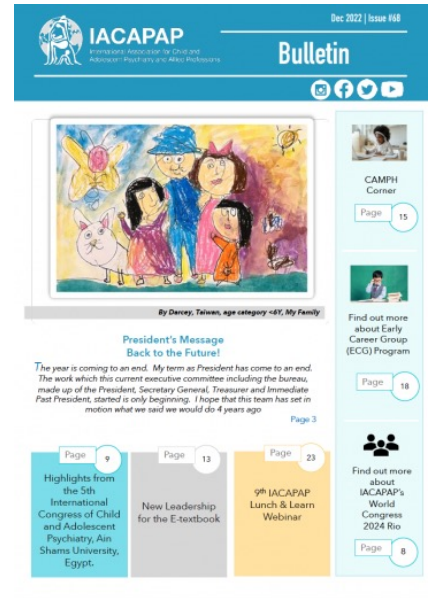 Dec 2022 | Issue #68
IACAPAP
International Association for Child and
Adolescent Psychiatry and Allied Professions
Bulletin
By Darcey, Taiwan, age category <6Y, My Family
President's Message
Back to the Future!
The year is coming to an end. My term as President has come to an end.
The work which this current executive committee including the bureau,
made up of the President, Secretary General, Treasurer and Immediate
Past President, started is only beginning. I hope that this team has set in
motion what we said we would do 4 years ago
Page 3
CAMPH
Corner
Page 15
Find out more
about Early
Career Group
(ECG) Program
Page 18
Find out more
about
IACAPAP's
World
Congress
2024 Rio
Page 8
Page 9
Highlights from
the 5th
International
Congress of Child
and Adolescent
Psychiatry, Ain
Shams University,
Egypt.
Page 13
New Leadership
for the E-textbook
Page 23
9th IACAPAP
Lunch & Learn
Webinar